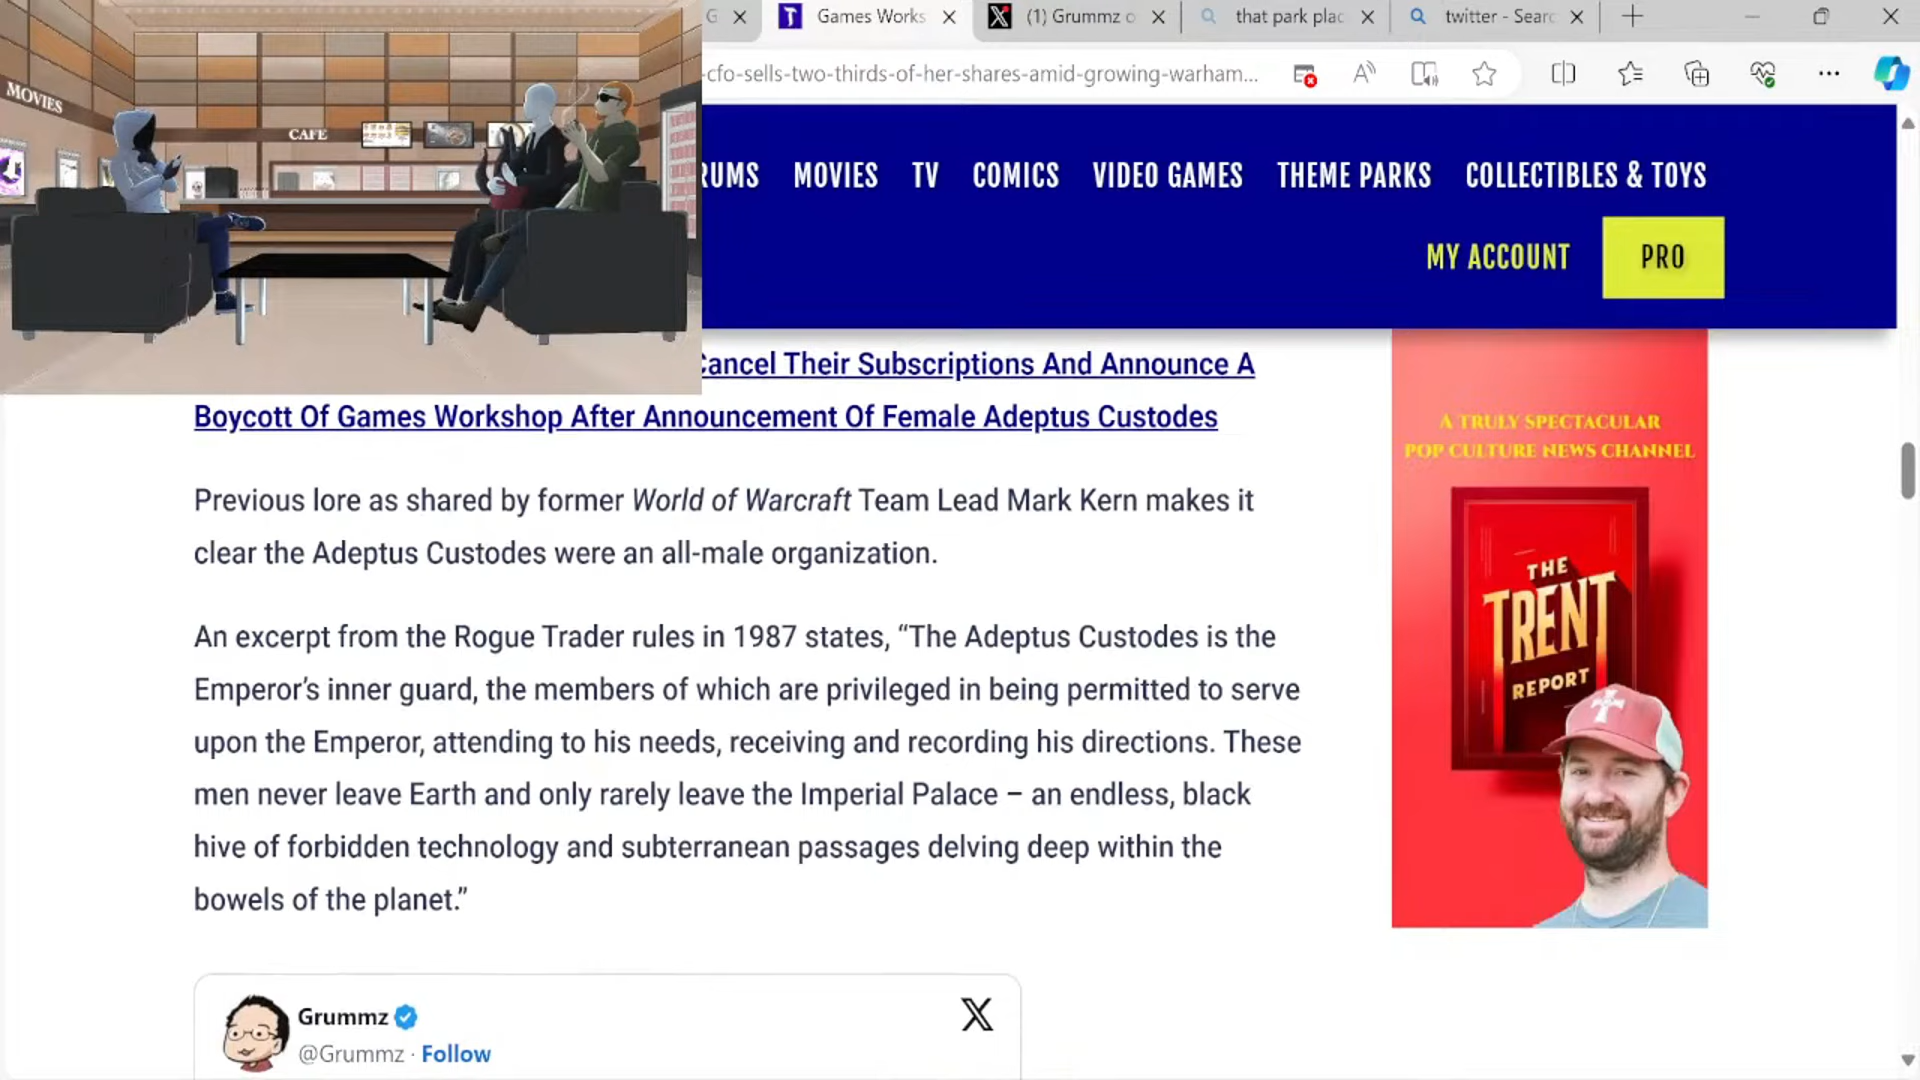 G
Games Works
(1) Grummz o
that park plac
twitter - Searc
-cfo-sells-two-thirds-of-her-shares-amid-growing-warham...
MOVIES
CAFE
RUMS MOVIES TV COMICS VIDEO GAMES THEME PARKS COLLECTIBLES & TOYS
MY ACCOUNT PRO
Cancel Their Subscriptions And Announce A
Boycott Of Games Workshop After Announcement Of Female Adeptus Custodes
Previous lore as shared by former World of Warcraft Team Lead Mark Kern makes it
clear the Adeptus Custodes were an all-male organization.
An excerpt from the Rogue Trader rules in 1987 states, “The Adeptus Custodes is the
Emperor’s inner guard, the members of which are privileged in being permitted to serve
upon the Emperor, attending to his needs, receiving and recording his directions. These
men never leave Earth and only rarely leave the Imperial Palace – an endless, black
hive of forbidden technology and subterranean passages delving deep within the
bowels of the planet.”
A TRULY SPECTACULAR
POP CULTURE NEWS CHANNEL
THE
TRENT
REPORT
Grummz
@Grummz · Follow